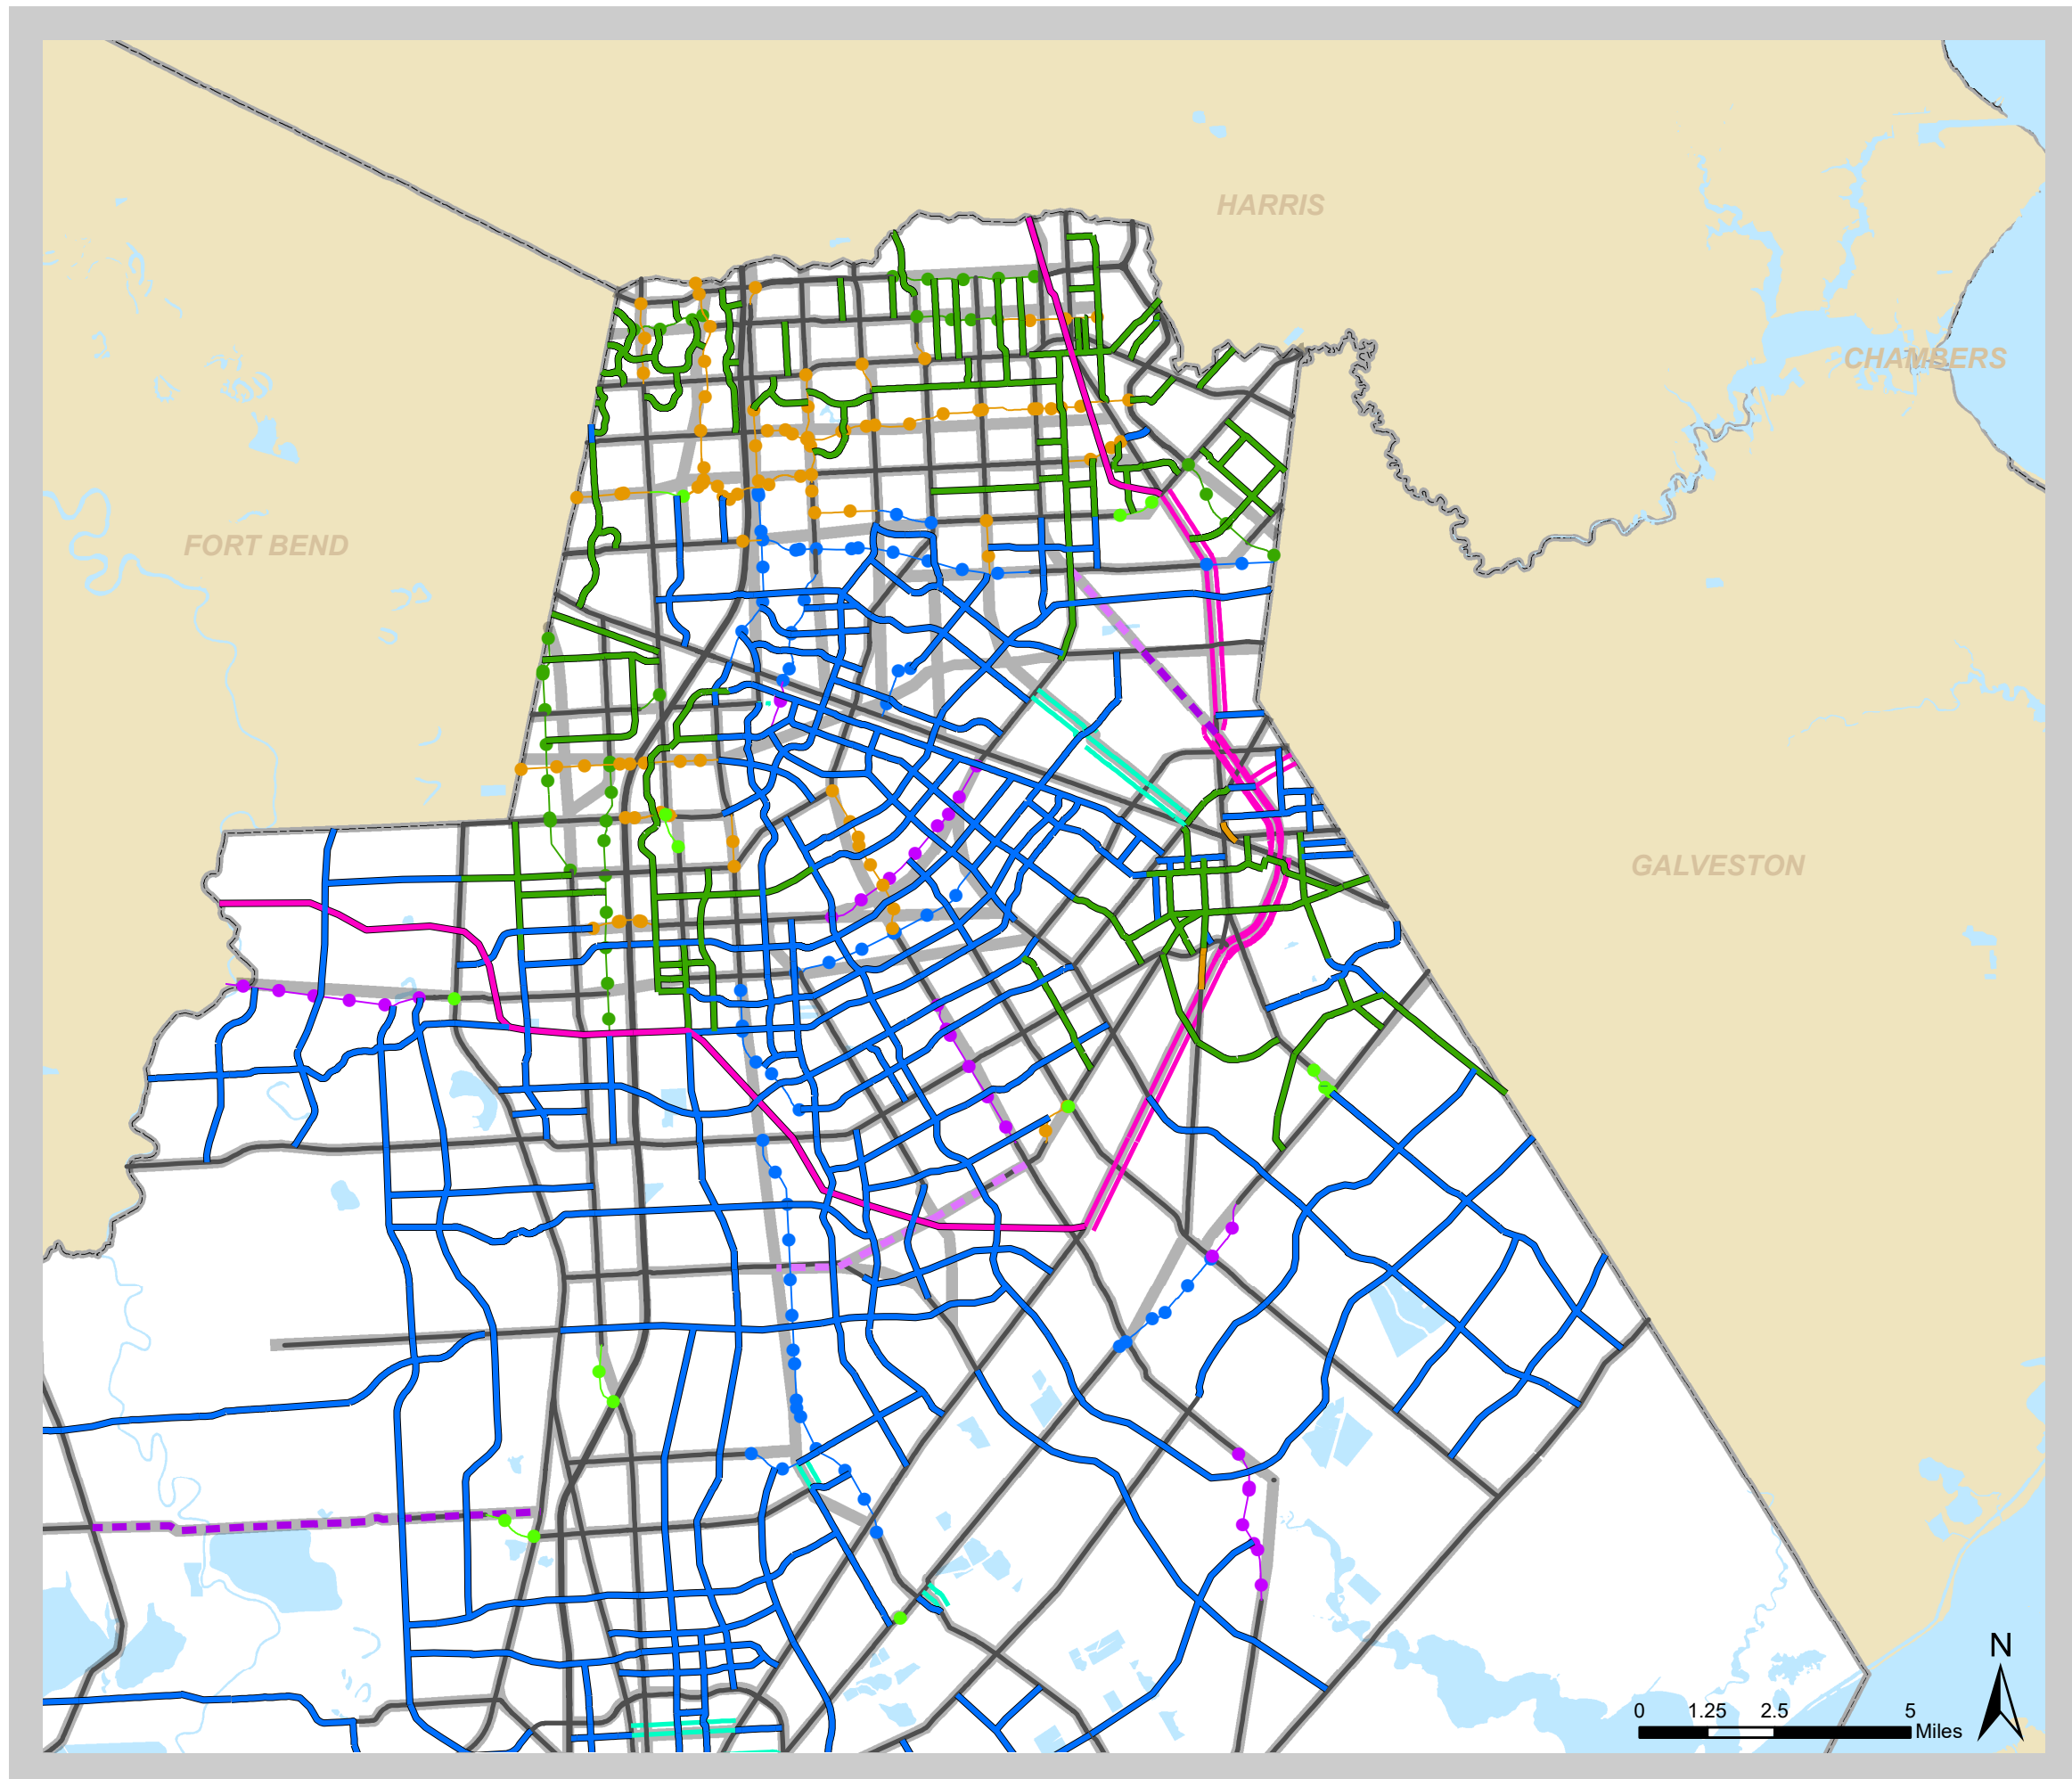 HARRIS
CHAMBERS
FORT BEND
GALVESTON
N
0 1.25 2.5 5
Miles